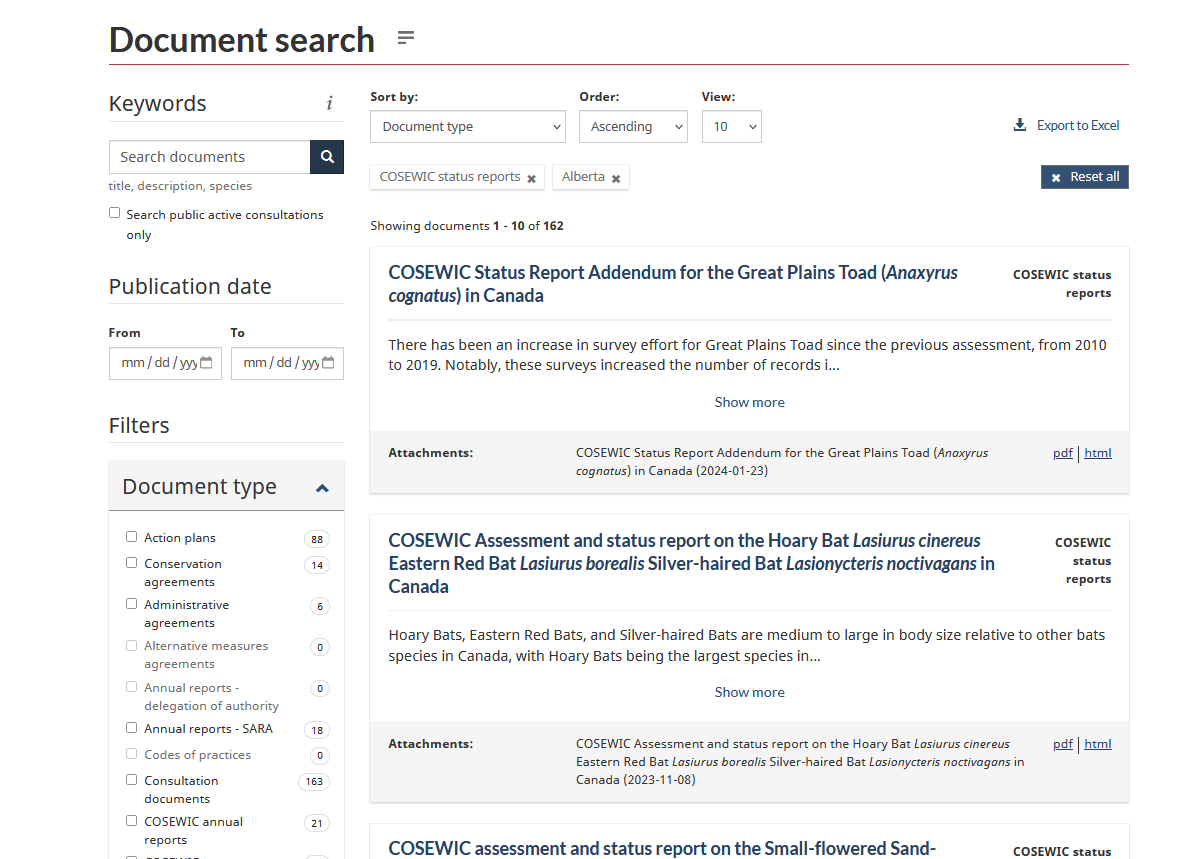 Document search
Keywords
i
Search documents
title, description, species
Search public active consultations
only
Publication date
From
To
mm / dd / yyy
mm / dd / yyy
Filters
Document type
Action plans
88
Conservation
agreements
14
Administrative
agreements
6
Alternative measures
agreements
0
Annual reports -
delegation of authority
0
Annual reports - SARA
18
Codes of practices
0
Consultation
documents
163
COSEWIC annual
reports
21
Sort by:
Document type
Order:
Ascending
View:
10
Export to Excel
COSEWIC status reports
Alberta
Reset all
Showing documents 1 - 10 of 162
COSEWIC Status Report Addendum for the Great Plains Toad (Anaxyrus
cognatus) in Canada
COSEWIC status
reports
There has been an increase in survey effort for Great Plains Toad since the previous assessment, from 2010
to 2019. Notably, these surveys increased the number of records i...
Show more
Attachments:
COSEWIC Status Report Addendum for the Great Plains Toad (Anaxyrus
cognatus) in Canada (2024-01-23)
pdf | html
COSEWIC Assessment and status report on the Hoary Bat Lasiurus cinereus
Eastern Red Bat Lasiurus borealis Silver-haired Bat Lasionycteris noctivagans in
Canada
COSEWIC
status
reports
Hoary Bats, Eastern Red Bats, and Silver-haired Bats are medium to large in body size relative to other bats
species in Canada, with Hoary Bats being the largest species in...
Show more
Attachments:
COSEWIC Assessment and status report on the Hoary Bat Lasiurus cinereus
Eastern Red Bat Lasiurus borealis Silver-haired Bat Lasionycteris noctivagans in
Canada (2023-11-08)
pdf | html
COSEWIC assessment and status report on the Small-flowered Sand-
COSEWIC status